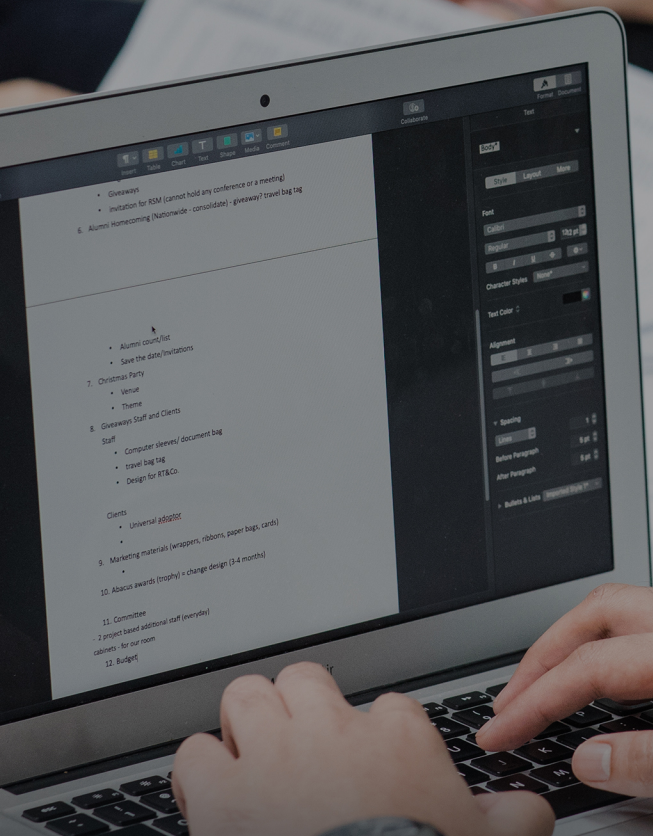 Insert
Table
Chart
Text
Shape
Media
Comment
Collaborate
Format
Document
• Giveaways
• Invitation for RSM (cannot hold any conference or a meeting)
6. Alumni Homecoming (Nationwide - consolidate) - giveaway? travel bag tag
• Alumni count/list
• Save the date/Invitations
7. Christmas Party
• Venue
• Theme
8. Giveaways Staff and Clients
Staff
• Computer sleeves/ document bag
• travel bag tag
• Design for RT&Co.
Clients
• Universal adoptor
•
9. Marketing materials (wrappers, ribbons, paper bags, cards)
•
10. Abacus awards (trophy) = change design (3-4 months)
11. Committee
- 2 project based additional staff (everyday)
cabinets - for our room
12. Budget
Text
Body*
Style
Layout
More
Font
Calibri
Regular
B I U S
Character Styles
None*
Text Color
Alignment
Spacing
Lines
1
Before Paragraph
After Paragraph
Bullets & Lists